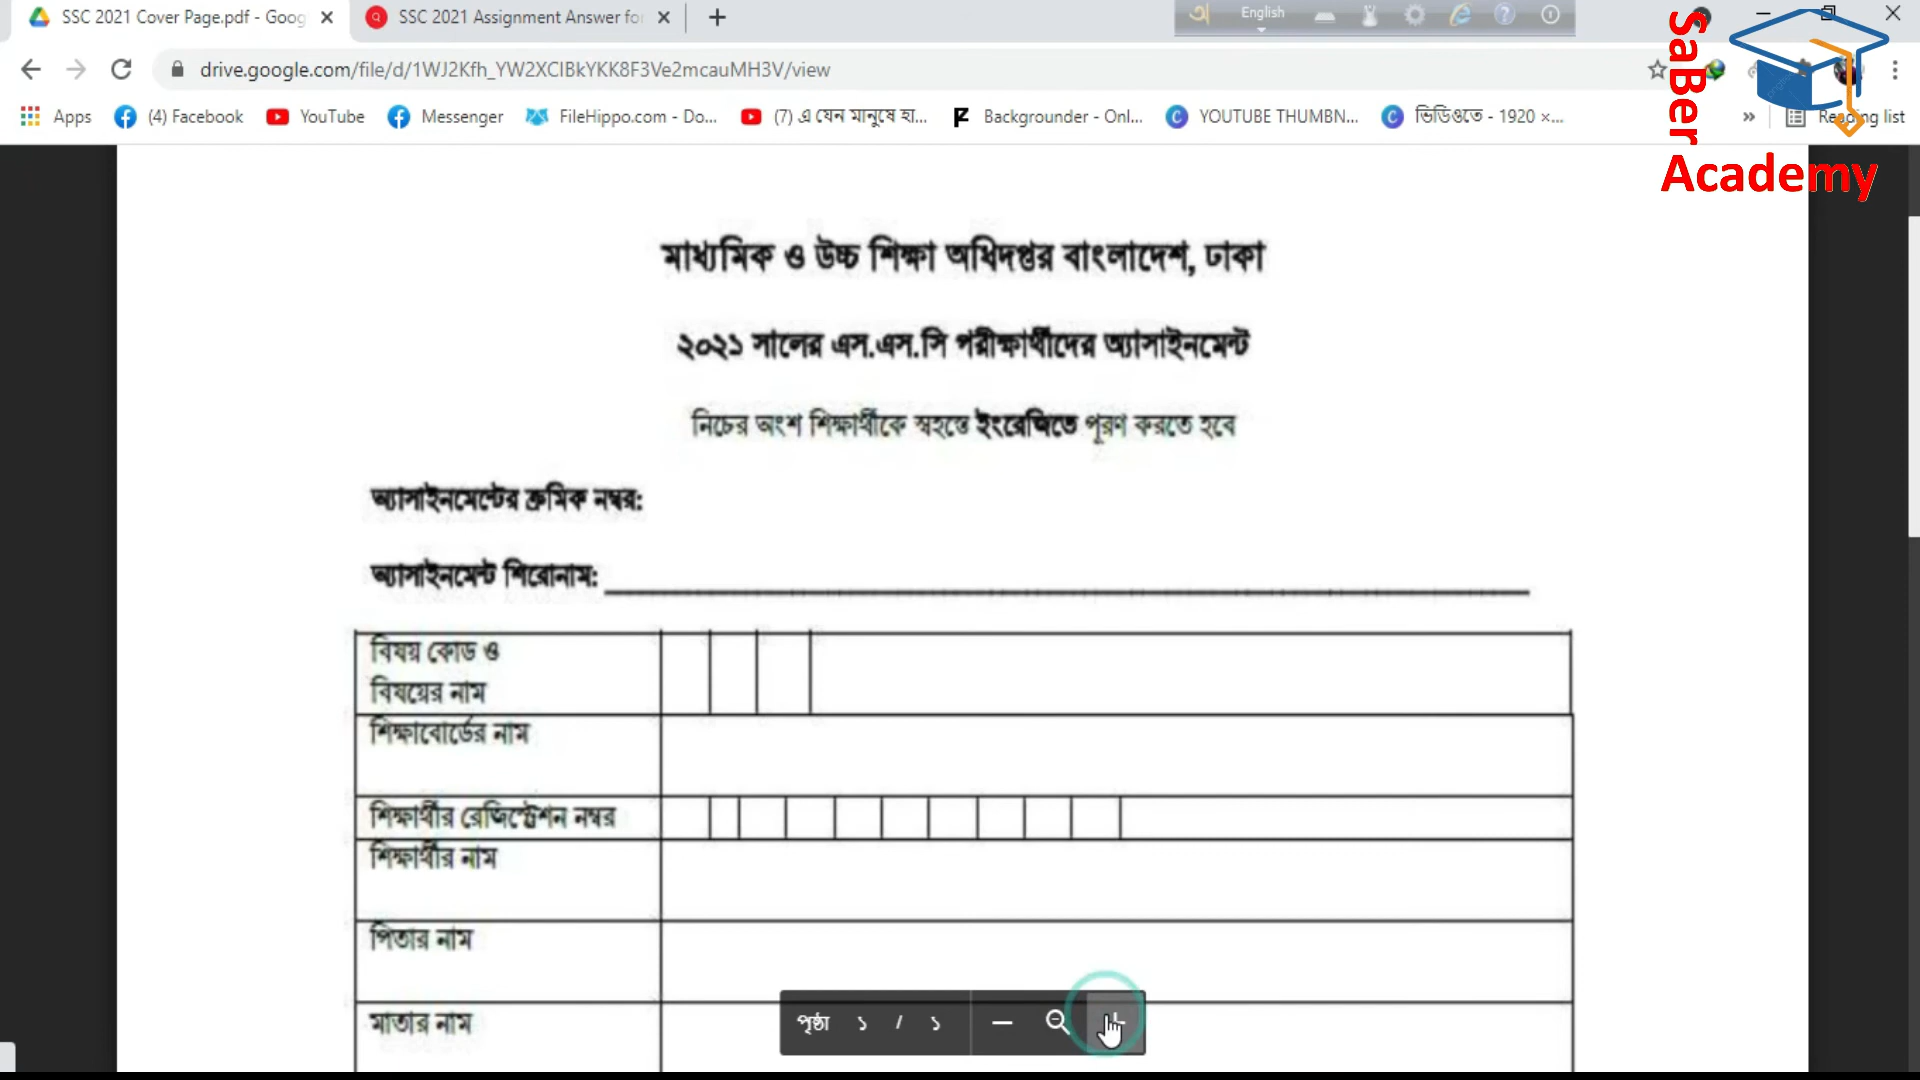 SSC 2021 Cover Page.pdf - Goog
SSC 2021 Assignment Answer for
English
drive.google.com/file/d/1WJ2Kfh_YW2XCIBkYKK8F3Ve2mcauMH3V/view
Apps
(4) Facebook
YouTube
Messenger
FileHippo.com - Do...
(7) এ যেন মানুষে হা...
Backgrounder - Onl...
YOUTUBE THUMBN...
ভিডিওতে - 1920 ×...
»
Reading list
SaBer
Academy
মাধ্যমিক ও উচ্চ শিক্ষা অধিদপ্তর বাংলাদেশ, ঢাকা
২০২১ সালের এস.এস.সি পরীক্ষার্থীদের অ্যাসাইনমেন্ট
নিচের অংশ শিক্ষার্থীকে স্বহস্তে ইংরেজিতে পূরণ করতে হবে
অ্যাসাইনমেন্টের ক্রমিক নম্বর:
অ্যাসাইনমেন্ট শিরোনাম:
বিষয় কোড ও
বিষয়ের নাম
শিক্ষাবোর্ডের নাম
শিক্ষার্থীর রেজিস্ট্রেশন নম্বর
শিক্ষার্থীর নাম
পিতার নাম
মাতার নাম
পৃষ্ঠা ১ / ১